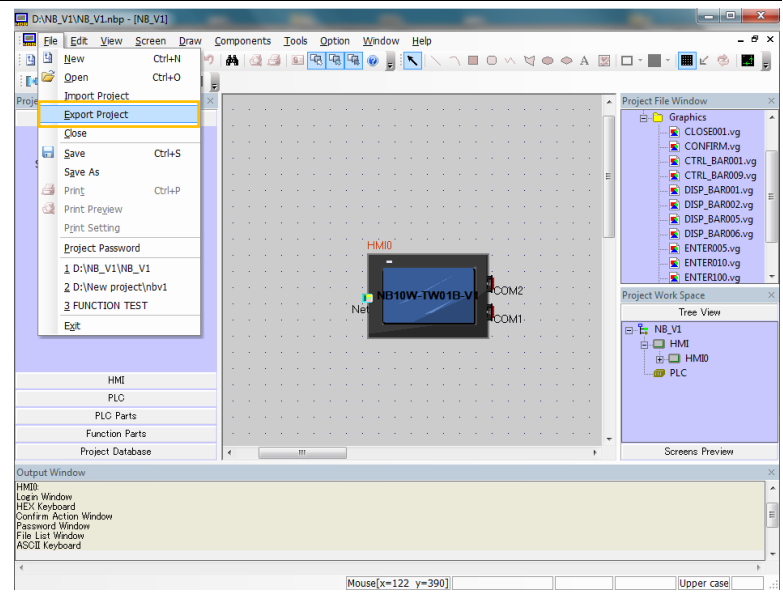 D:\NB_V1\NB_V1.nbp - [NB_V1]
File Edit View Screen Draw Components Tools Option Window Help
New Ctrl+N
Open Ctrl+O
Import Project
Export Project
Close
Save Ctrl+S
Save As
Print Ctrl+P
Print Preview
Print Setting
Project Password
1 D:\NB_V1\NB_V1
2 D:\New project\nbv1
3 FUNCTION TEST
Exit
HMI
PLC
PLC Parts
Function Parts
Project Database
HMI0
NB10W-TW01B-V1
COM2
Net
COM1
Project File Window
Graphics
CLOSE001.vg
CONFIRM.vg
CTRL_BAR001.vg
CTRL_BAR009.vg
DISP_BAR001.vg
DISP_BAR002.vg
DISP_BAR005.vg
DISP_BAR006.vg
ENTER005.vg
ENTER010.vg
ENTER100.vg
Project Work Space
Tree View
NB_V1
HMI
HMI0
PLC
Screens Preview
Output Window
HMI0:
Login Window
HEX Keyboard
Confirm Action Window
Password Window
File List Window
ASCII Keyboard
Mouse[x=122 y=390]
Upper case